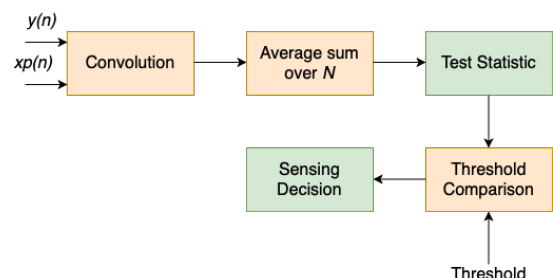 y(n)
xp(n)
Convolution
Average sum
over N
Test Statistic
Sensing
Decision
Threshold
Comparison
Threshold